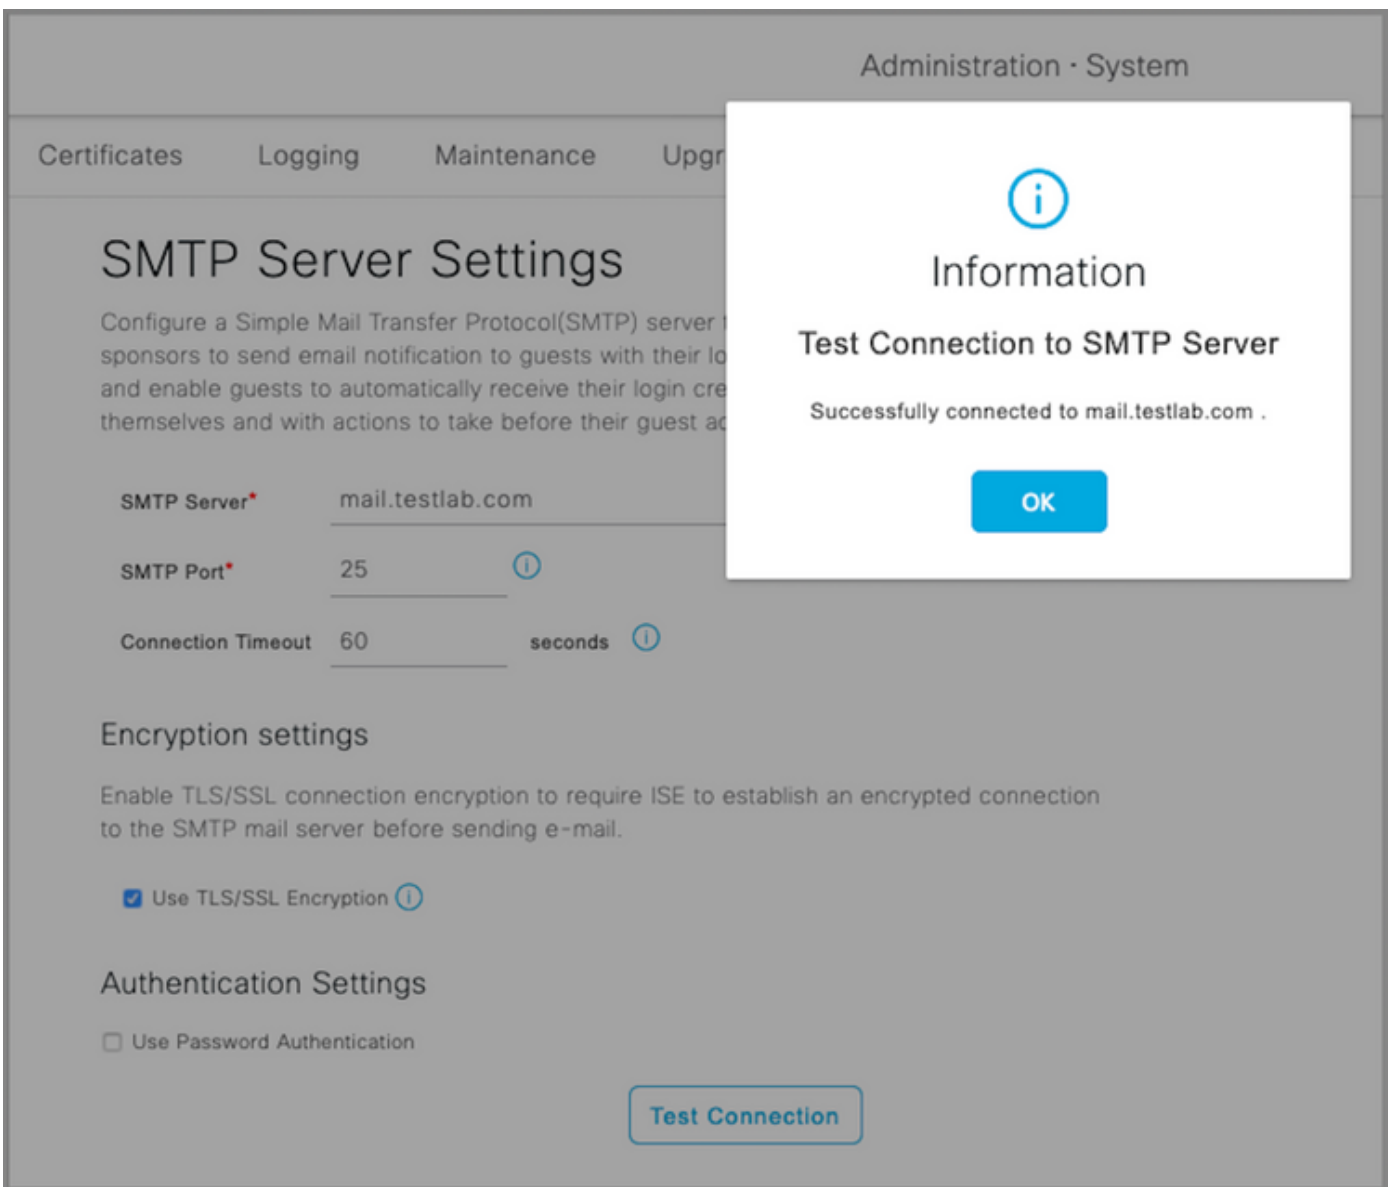 Administration · System
Certificates Logging Maintenance
SMTP Server Settings
Configure a Simple Mail Transfer Protocol(SMTP) server
sponsors to send email notification to guests with their
and enable guests to automatically receive their login
themselves and with actions to take before their guest
SMTP Server* mail.testlab.com
SMTP Port* 25
Connection Timeout 60 seconds
Encryption settings
Enable TLS/SSL connection encryption to require ISE to establish an encrypted connection
to the SMTP mail server before sending e-mail.
Use TLS/SSL Encryption
Authentication Settings
Use Password Authentication
Test Connection
Information
Test Connection to SMTP Server
Successfully connected to mail.testlab.com .
OK